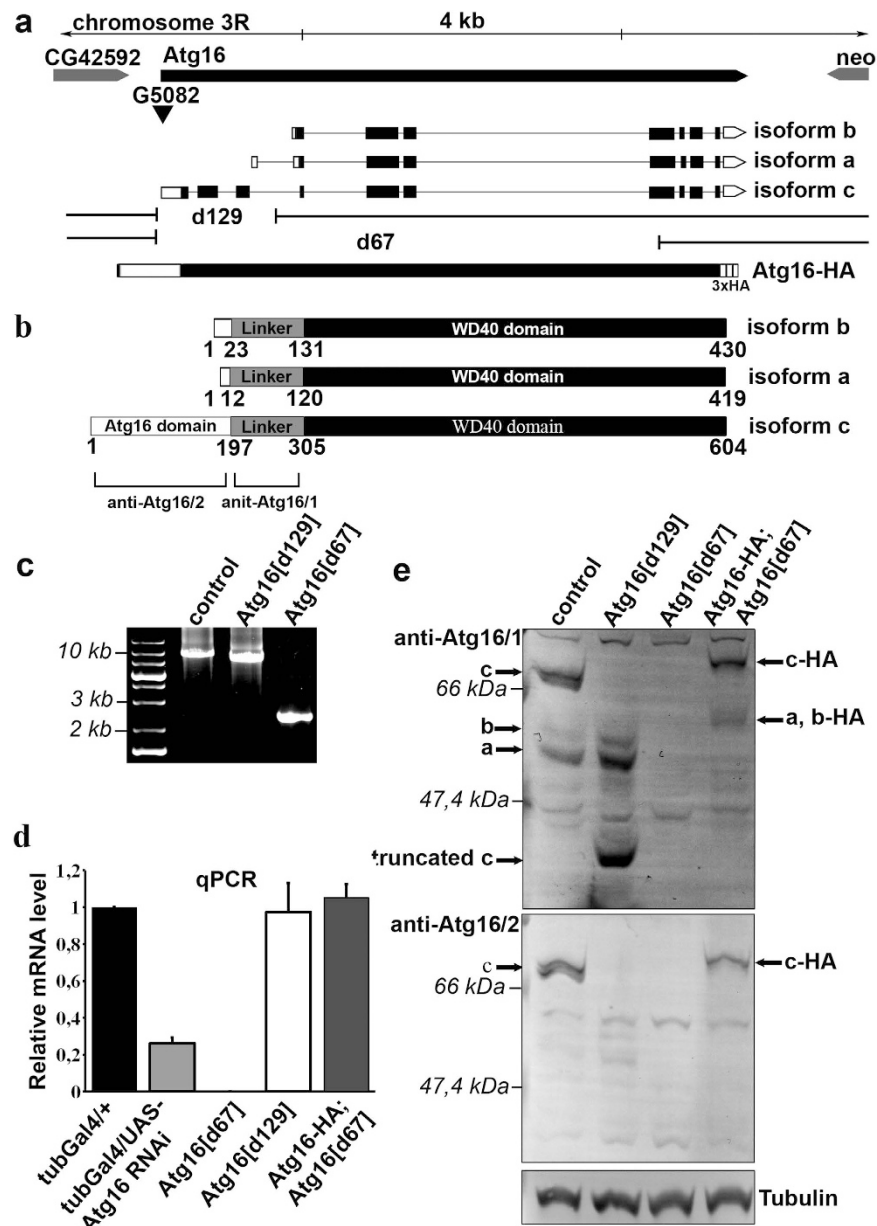 a
chromosome 3R
4 kb
CG42592
Atg16
neo
G5082
isoform b
isoform a
isoform c
d129
d67
Atg16-HA
3xHA
b
Linker
WD40 domain
isoform b
1 23 131 430
Linker
WD40 domain
isoform a
1 12 120 419
Atg16 domain
Linker
WD40 domain
isoform c
1 197 305 604
anti-Atg16/2
anit-Atg16/1
c
control
Atg16[d129]
Atg16[d67]
10 kb
3 kb
2 kb
d
qPCR
Relative mRNA level
1,2
1
0,8
0,6
0,4
0,2
0
tubGal4/+
tubGal4/UAS-
Atg16 RNAi
Atg16[d67]
Atg16[d129]
Atg16-HA;
Atg16[d67]
e
control
Atg16[d129]
Atg16[d67]
Atg16-HA;
Atg16[d67]
anti-Atg16/1
c
66 kDa
b
a
47,4 kDa
truncated c
c-HA
a, b-HA
anti-Atg16/2
c
66 kDa
47,4 kDa
c-HA
Tubulin